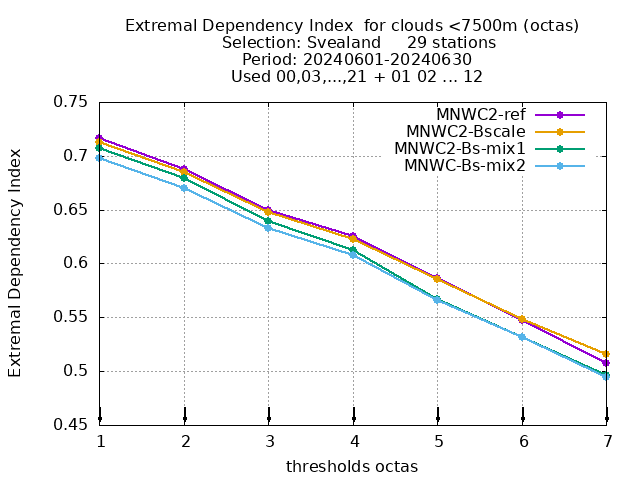 Extremal Dependency Index  for clouds <7500m (octas)
Selection: Svealand     29 stations
Period: 20240601-20240630
Used 00,03,...,21 + 01 02 ... 12
MNWC2-ref
MNWC2-Bscale
MNWC2-Bs-mix1
MNWC-Bs-mix2
Extremal Dependency Index
0.75
0.7
0.65
0.6
0.55
0.5
0.45
1 2 3 4 5 6 7
thresholds octas